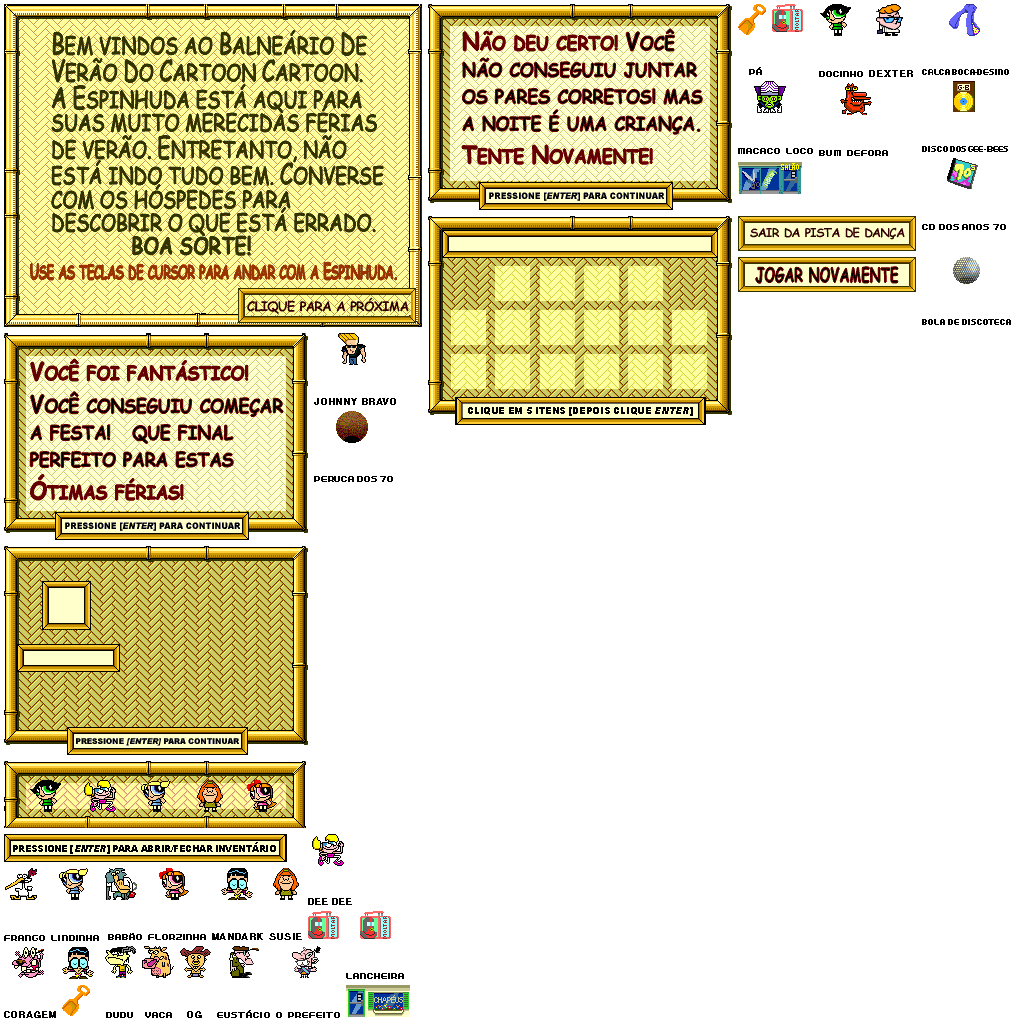 BEM VINDOS AO BALNEÁRIO DE
VERÃO DO CARTOON CARTOON.
A ESPINHUDA ESTÁ AQUI PARA
SUAS MUITO MERECIDAS FÉRIAS
DE VERÃO. ENTRETANTO, NÃO
ESTÁ INDO TUDO BEM. CONVERSE
COM OS HÓSPEDES PARA
DESCOBRIR O QUE ESTÁ ERRADO.
BOA SORTE!
USE AS TECLAS DE CURSOR PARA ANDAR COM A ESPINHUDA.
CLIQUE PARA A PRÓXIMA
NÃO DEU CERTO! VOCÊ
NÃO CONSEGUIU JUNTAR
OS PARES CORRETOS! MAS
A NOITE É UMA CRIANÇA.
TENTE NOVAMENTE!
PRESSIONE [ENTER] PARA CONTINUAR
CLIQUE EM 5 ITENS [DEPOIS CLIQUE ENTER]
PÁ
DOCINHO
DEXTER
CALCA BOCA DE SINO
MACACO LOCO
BUM DEFORA
DISCO DOS GEE-BEES
SALÃO
SAIR DA PISTA DE DANÇA
CD DOS ANOS 70
JOGAR NOVAMENTE
BOLA DE DISCOTECA
VOCÊ FOI FANTÁSTICO!
VOCÊ CONSEGUIU COMEÇAR
A FESTA! QUE FINAL
PERFEITO PARA ESTAS
ÓTIMAS FÉRIAS!
PRESSIONE [ENTER] PARA CONTINUAR
JOHNNY BRAVO
PERUCA DOS 70
PRESSIONE [ENTER] PARA CONTINUAR
PRESSIONE [ENTER] PARA ABRIR/FECHAR INVENTÁRIO
DEE DEE
FRANGO
LINDINHA
BABÃO
FLORZINHA
MANDARK
SUSIE
LANCHEIRA
CORAGEM
DUDU
VACA
OG
EUSTÁCIO
O PREFEITO
CHAPÉUS